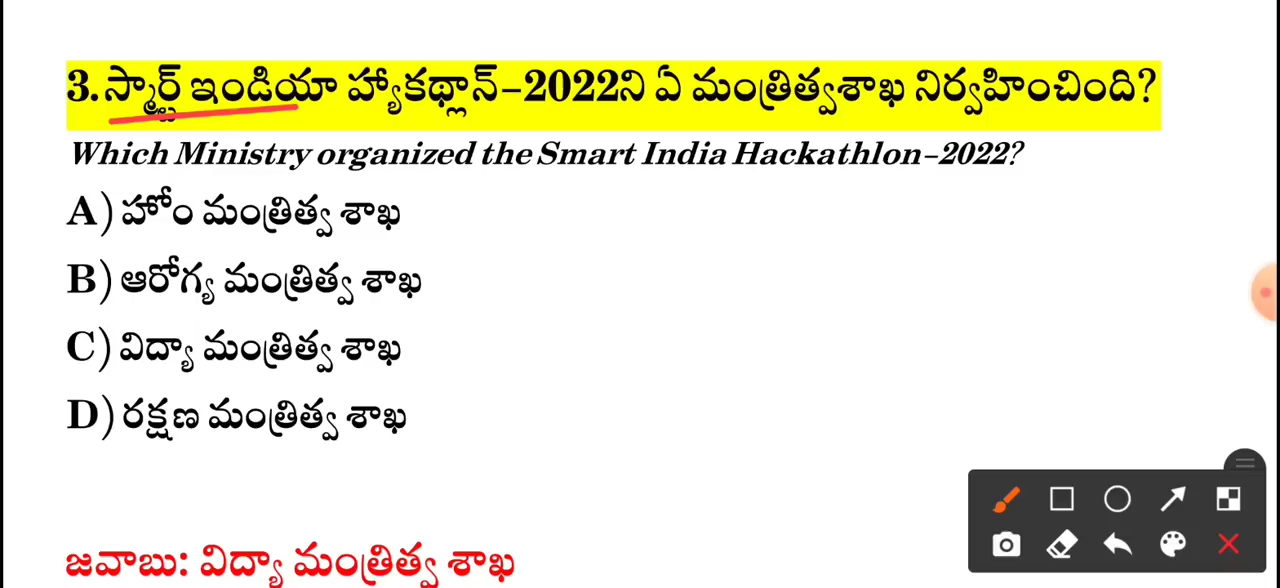 3. స్మార్ట్ ఇండియా హ్యాకథ్లాన్-2022ని ఏ మంత్రిత్వశాఖ నిర్వహించింది?
Which Ministry organized the Smart India Hackathlon-2022?
A) హోం మంత్రిత్వ శాఖ
B) ఆరోగ్య మంత్రిత్వ శాఖ
C) విద్యా మంత్రిత్వ శాఖ
D) రక్షణ మంత్రిత్వ శాఖ
జవాబు: విద్యా మంత్రిత్వ శాఖ